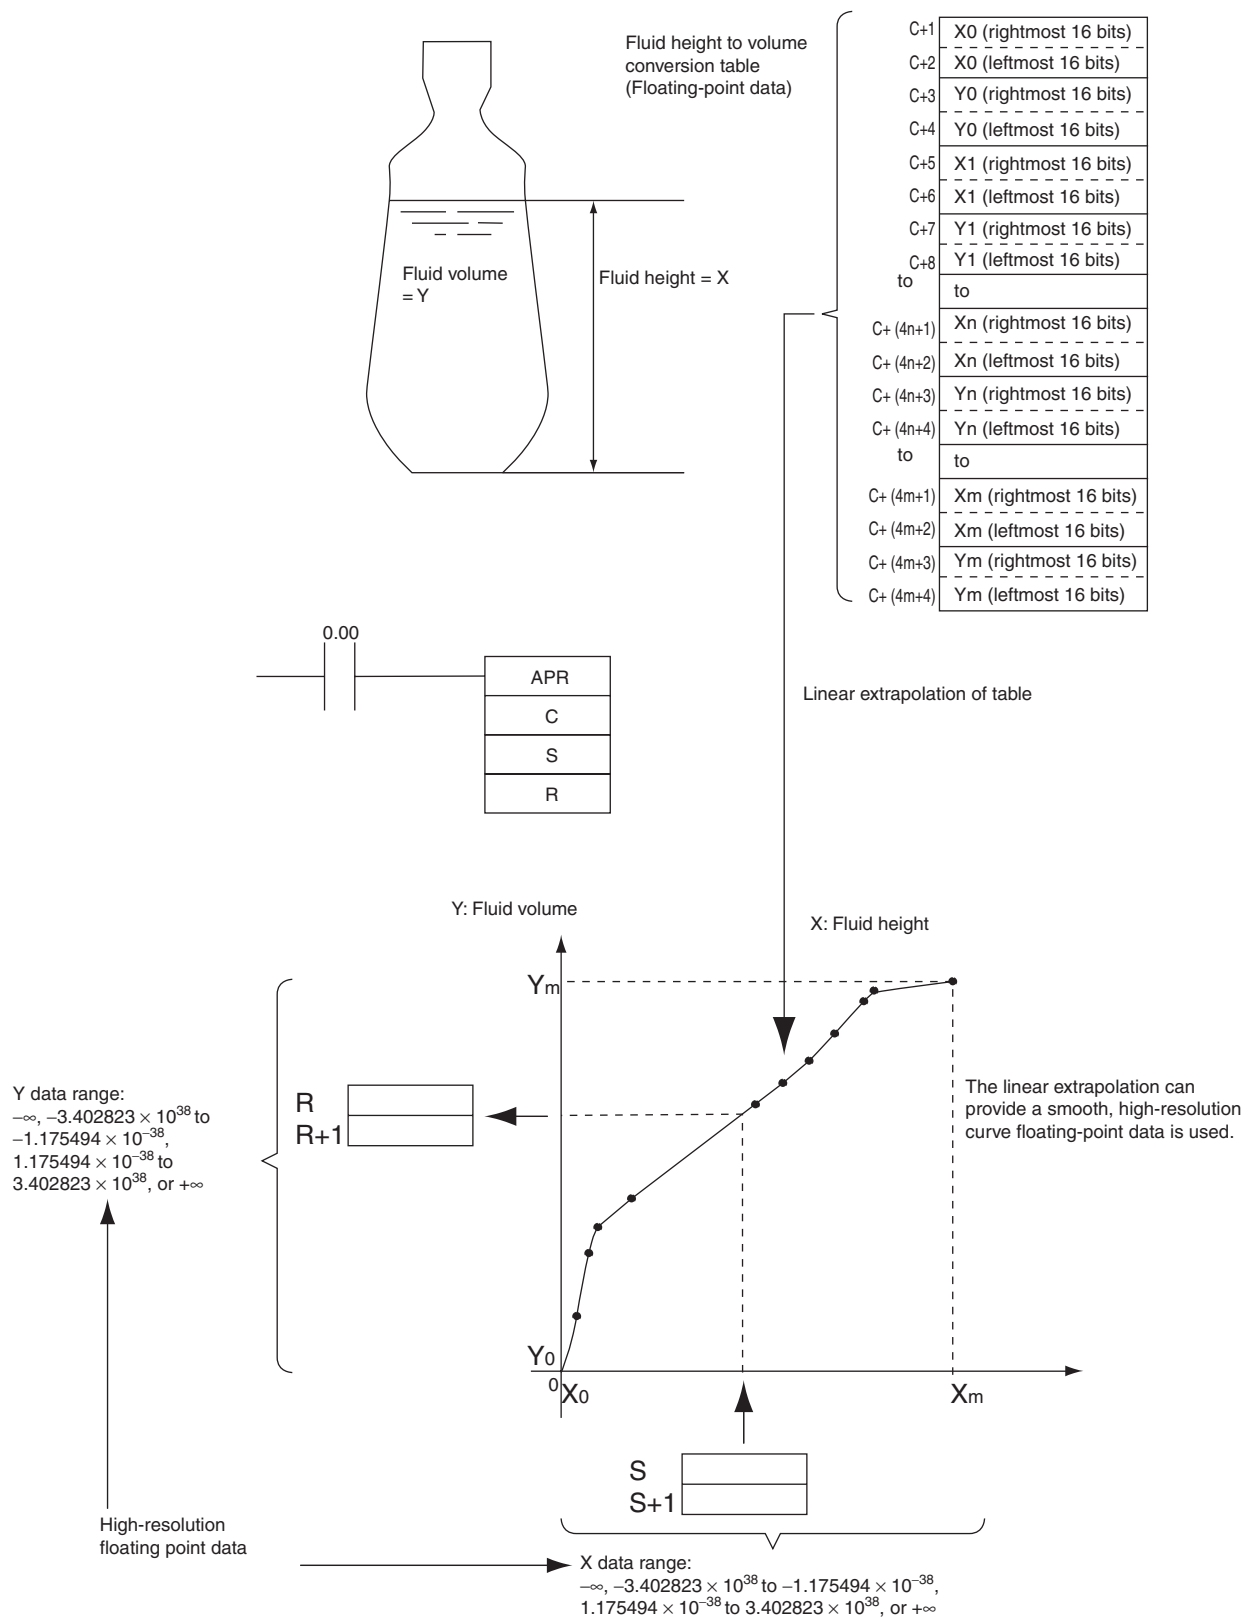 Fluid height to volume
conversion table
(Floating-point data)
C+1 X0 (rightmost 16 bits)
C+2 X0 (leftmost 16 bits)
C+3 Y0 (rightmost 16 bits)
C+4 Y0 (leftmost 16 bits)
C+5 X1 (rightmost 16 bits)
C+6 X1 (leftmost 16 bits)
C+7 Y1 (rightmost 16 bits)
C+8 Y1 (leftmost 16 bits)
to to
C+ (4n+1) Xn (rightmost 16 bits)
C+ (4n+2) Xn (leftmost 16 bits)
C+ (4n+3) Yn (rightmost 16 bits)
C+ (4n+4) Yn (leftmost 16 bits)
to to
C+ (4m+1) Xm (rightmost 16 bits)
C+ (4m+2) Xm (leftmost 16 bits)
C+ (4m+3) Ym (rightmost 16 bits)
C+ (4m+4) Ym (leftmost 16 bits)
Fluid volume
= Y
Fluid height = X
0.00
APR
C
S
R
Linear extrapolation of table
Y: Fluid volume
X: Fluid height
Ym
Y0
0
X0
Xm
R
R+1
Y data range:
−∞, −3.402823 × 10³⁸ to
−1.175494 × 10⁻³⁸,
1.175494 × 10⁻³⁸ to
3.402823 × 10³⁸, or +∞
The linear extrapolation can
provide a smooth, high-resolution
curve floating-point data is used.
S
S+1
High-resolution
floating point data
X data range:
−∞, −3.402823 × 10³⁸ to −1.175494 × 10⁻³⁸,
1.175494 × 10⁻³⁸ to 3.402823 × 10³⁸, or +∞